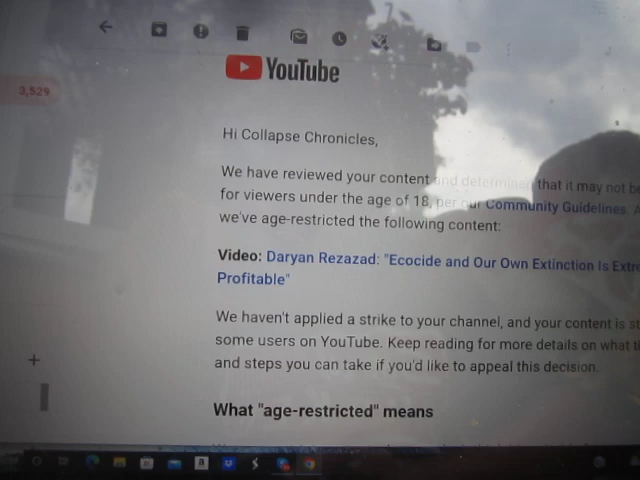 YouTube
3,529
Hi Collapse Chronicles,
We have reviewed your content and determined that it may not be
for viewers under the age of 18, per our Community Guidelines. A
we've age-restricted the following content:
Video: Daryan Rezazad: "Ecocide and Our Own Extinction Is Extre
Profitable"
We haven't applied a strike to your channel, and your content is st
some users on YouTube. Keep reading for more details on what th
and steps you can take if you'd like to appeal this decision.
What "age-restricted" means